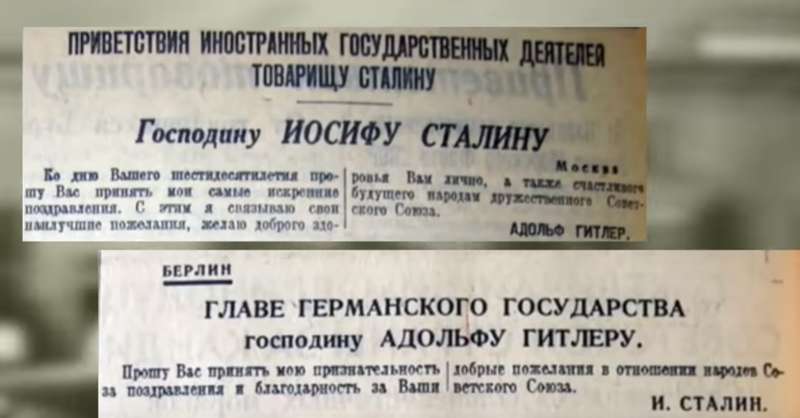 ПРИВЕТСТВИЯ ИНОСТРАННЫХ ГОСУДАРСТВЕННЫХ ДЕЯТЕЛЕЙ
ТОВАРИЩУ СТАЛИНУ
Господину ИОСИФУ СТАЛИНУ
Москва
Ко дню Вашего шестидесятилетия про-
шу Вас принять мои самые искренние
поздравления. С этим я связываю свои
наилучшие пожелания, желаю доброго здо-
ровья Вам лично, а также счастливого
будущего народам дружественного Совет-
ского Союза.
АДОЛЬФ ГИТЛЕР.
БЕРЛИН
ГЛАВЕ ГЕРМАНСКОГО ГОСУДАРСТВА
господину АДОЛЬФУ ГИТЛЕРУ.
Прошу Вас принять мою признательность
за поздравления и благодарность за Ваши
добрые пожелания в отношении народов Со-
ветского Союза.
И. СТАЛИН.